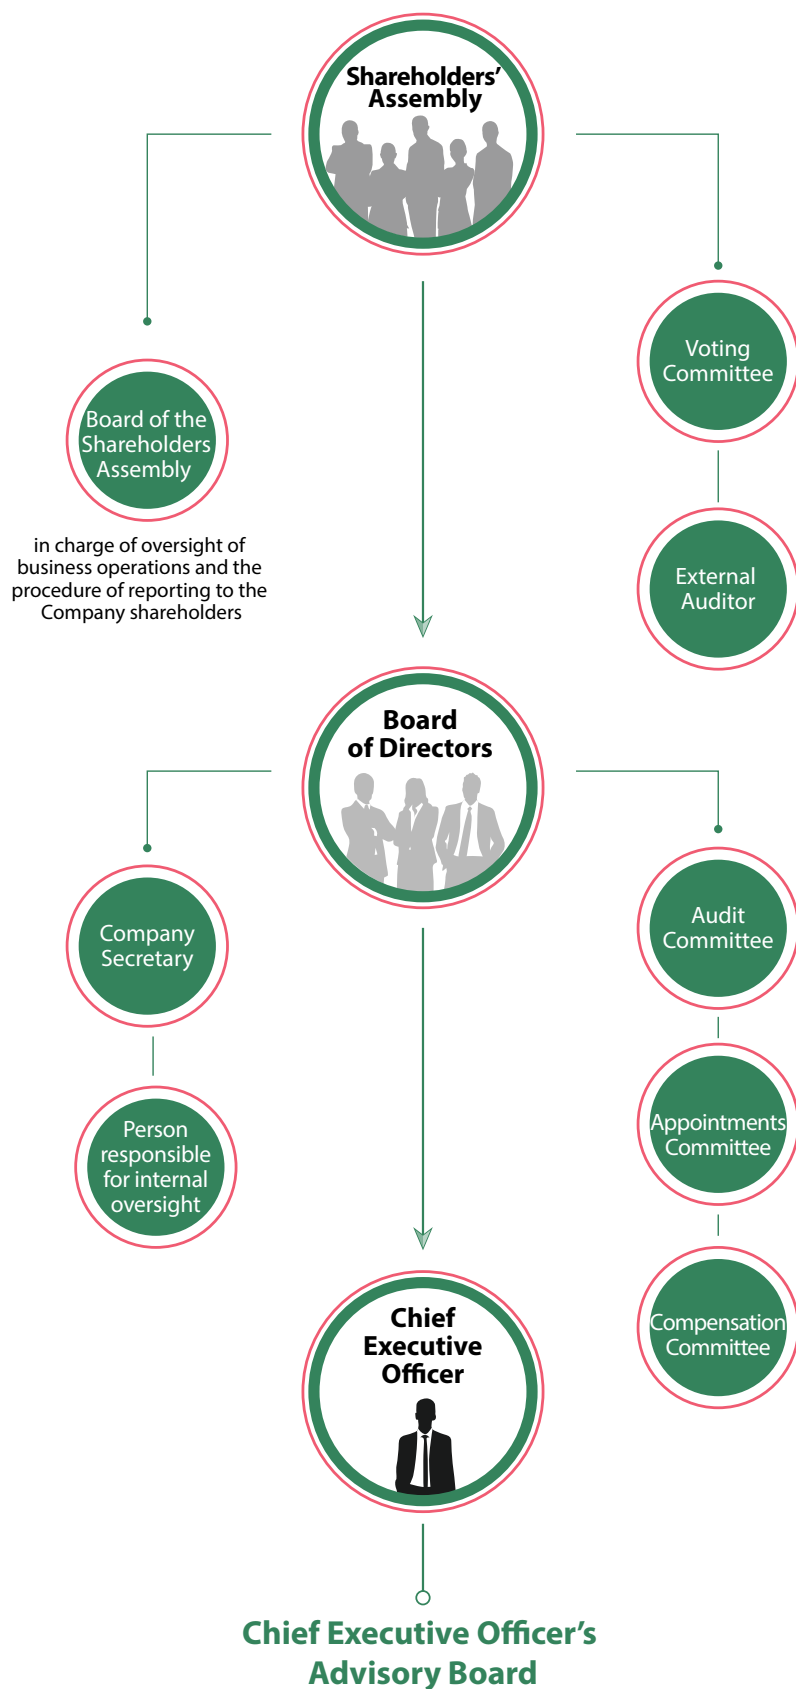 Shareholders'
Assembly
Voting
Committee
Board of the
Shareholders
Assembly
in charge of oversight of
business operations and the
procedure of reporting to the
Company shareholders
External
Auditor
Board
of Directors
Company
Secretary
Audit
Committee
Person
responsible
for internal
oversight
Appointments
Committee
Chief
Executive
Officer
Compensation
Committee
Chief Executive Officer's
Advisory Board